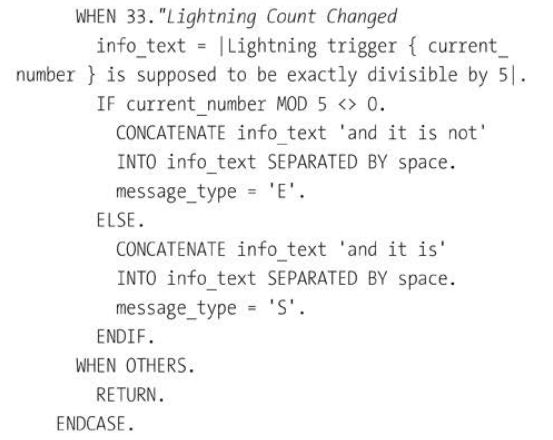 WHEN 33."Lightning Count Changed
info_text = |Lightning trigger { current_
number } is supposed to be exactly divisible by 5|.
IF current_number MOD 5 <> 0.
CONCATENATE info_text 'and it is not'
INTO info_text SEPARATED BY space.
message_type = 'E'.
ELSE.
CONCATENATE info_text 'and it is'
INTO info_text SEPARATED BY space.
message_type = 'S'.
ENDIF.
WHEN OTHERS.
RETURN.
ENDCASE.